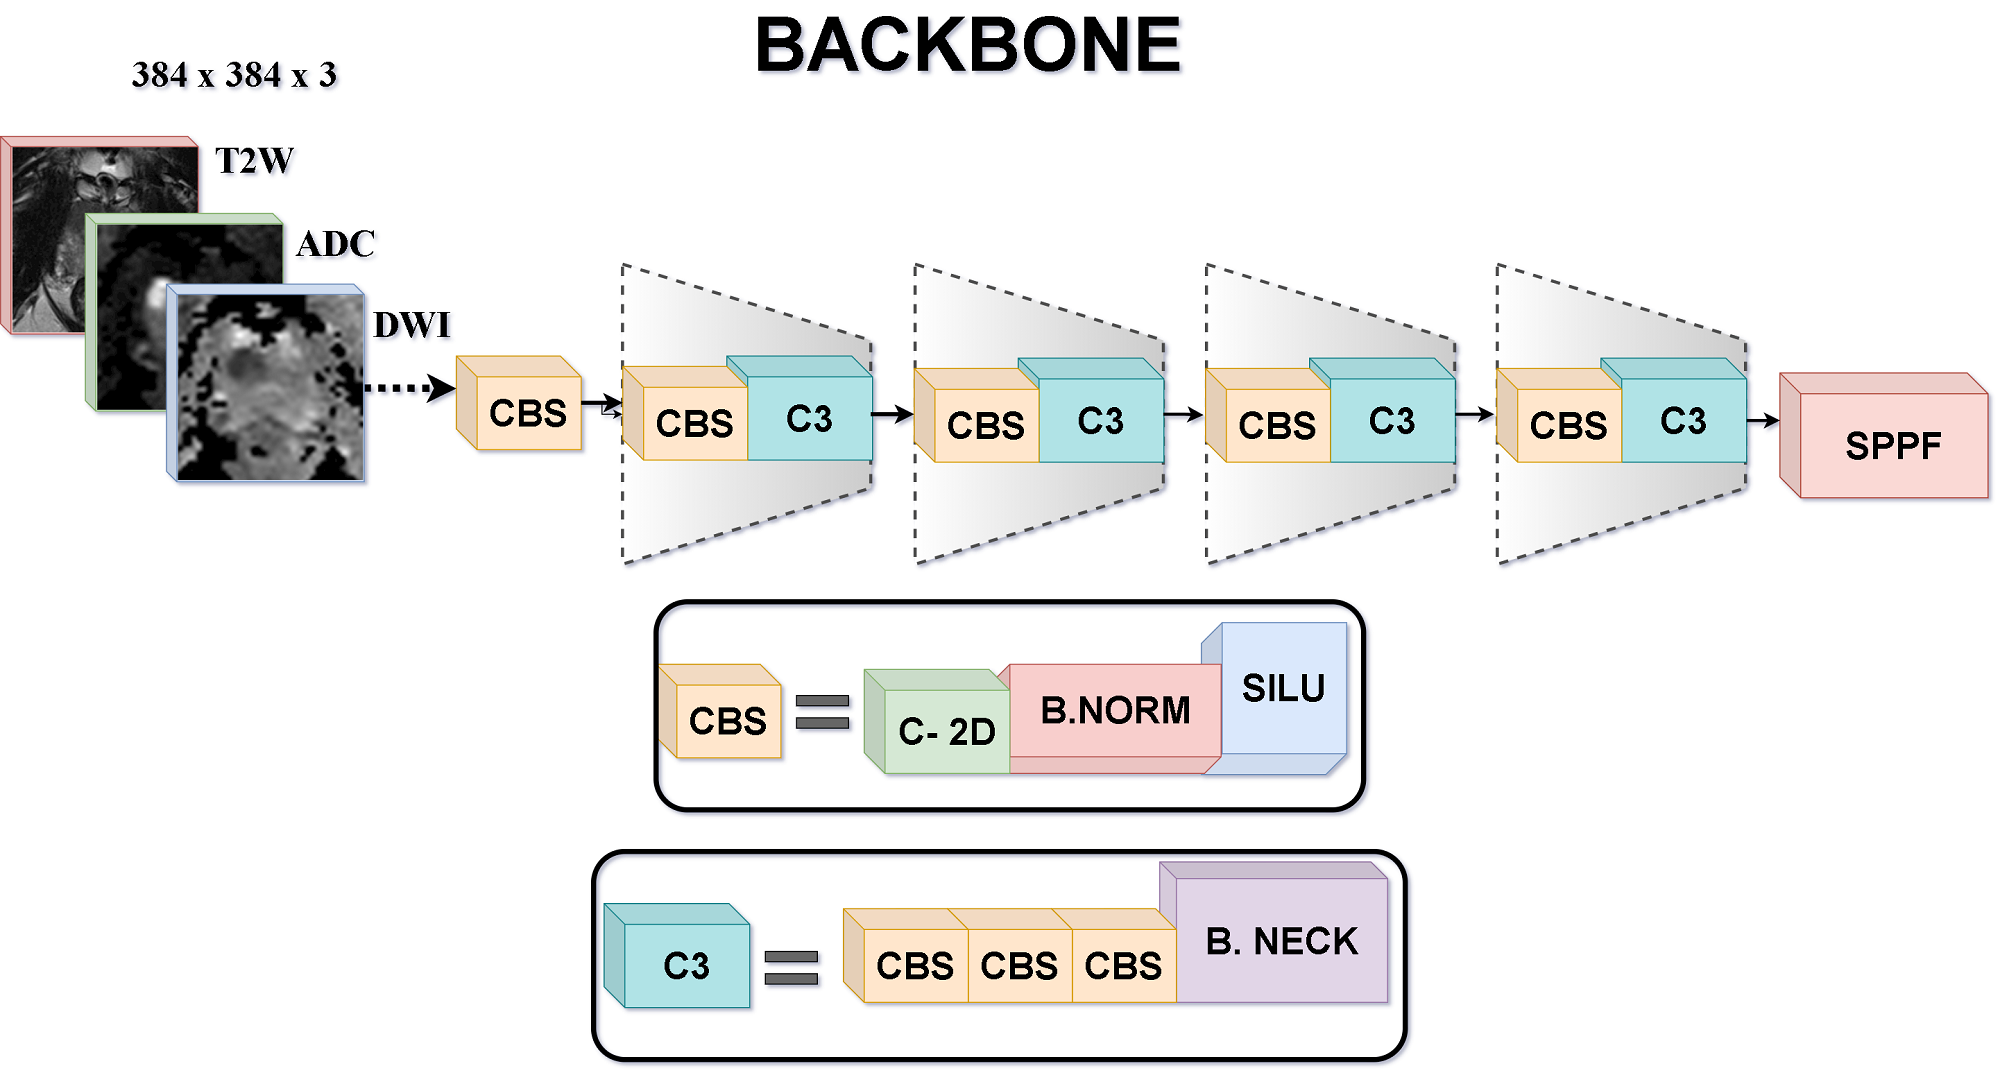 BACKBONE
384 x 384 x 3
T2W
ADC
DWI
CBS
CBS
C3
CBS
C3
CBS
C3
CBS
C3
SPPF
CBS
C- 2D
B.NORM
SILU
C3
CBS
CBS
CBS
B. NECK